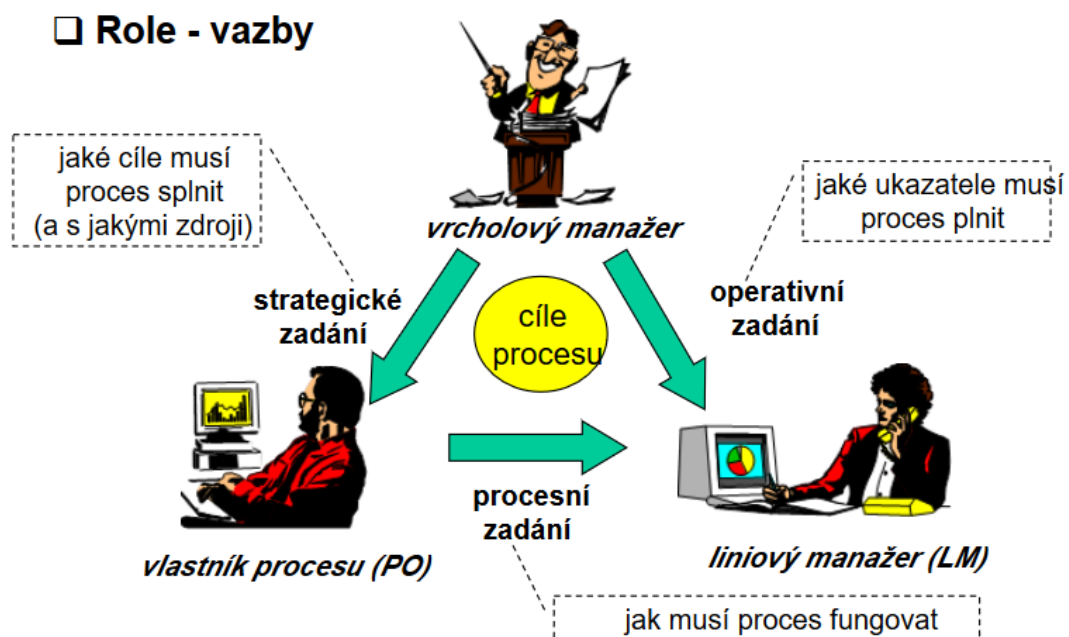 ❑ Role - vazby
jaké cíle musí
proces splnit
(a s jakými zdroji)
jaké ukazatele musí
proces plnit
vrcholový manažer
strategické
zadání
operativní
zadání
cíle
procesu
procesní
zadání
vlastník procesu (PO)
liniový manažer (LM)
jak musí proces fungovat